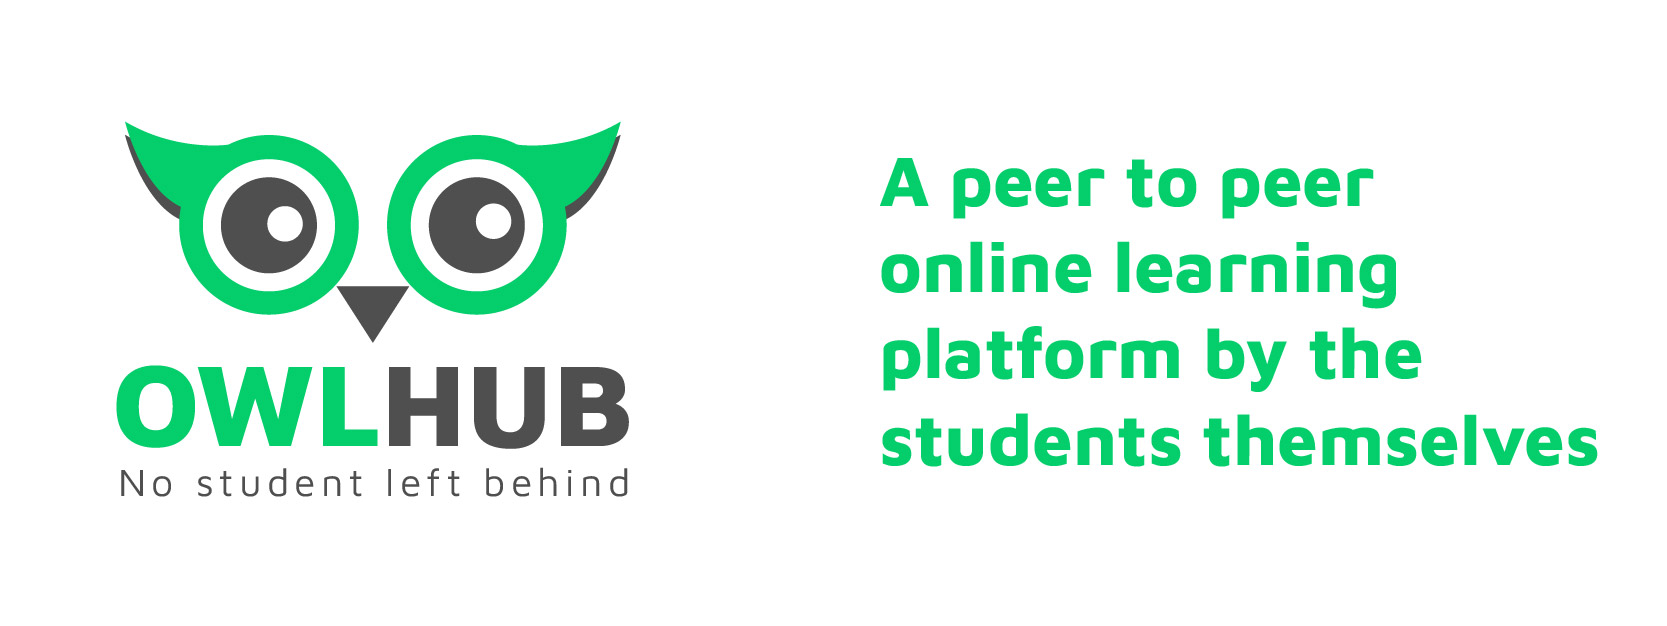 OWLHUB
No student left behind
A peer to peer
online learning
platform by the
students themselves